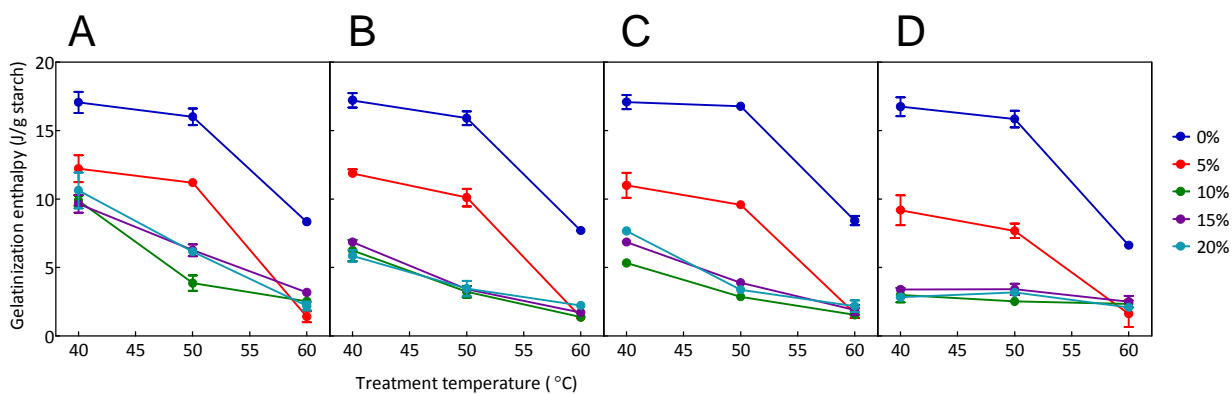 A B C D
Gelatinization enthalpy (J/g starch)
20
15
10
5
0
40 45 50 55 60 40 45 50 55 60 40 45 50 55 60 40 45 50 55 60
Treatment temperature ( °C)
0%
5%
10%
15%
20%